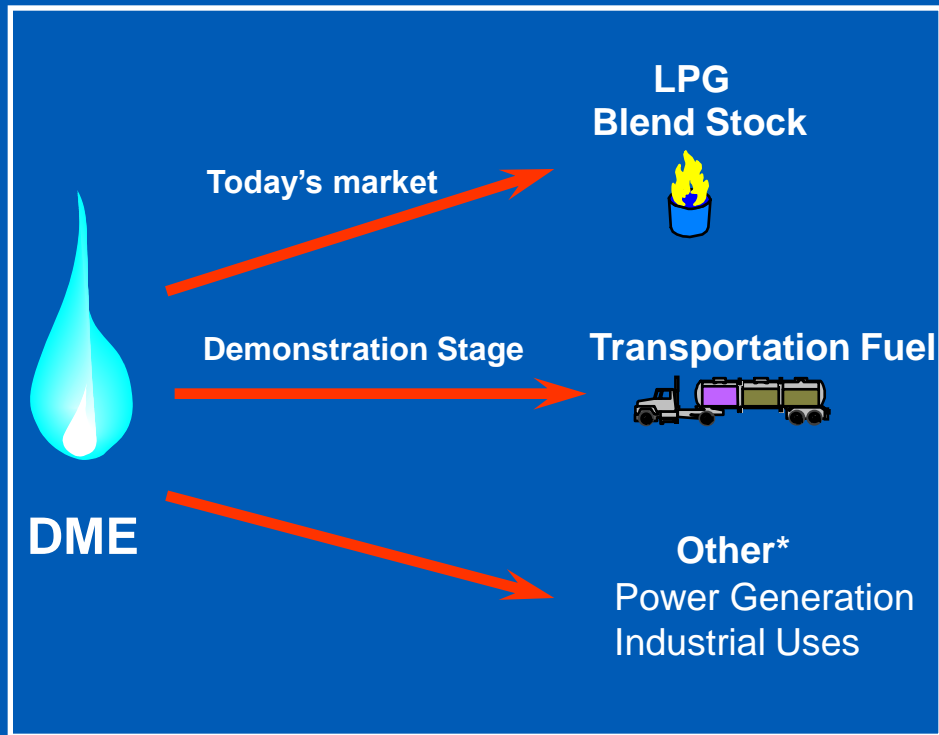 LPG
Blend Stock
Today's market
Demonstration Stage
Transportation Fuel
DME
Other*
Power Generation
Industrial Uses